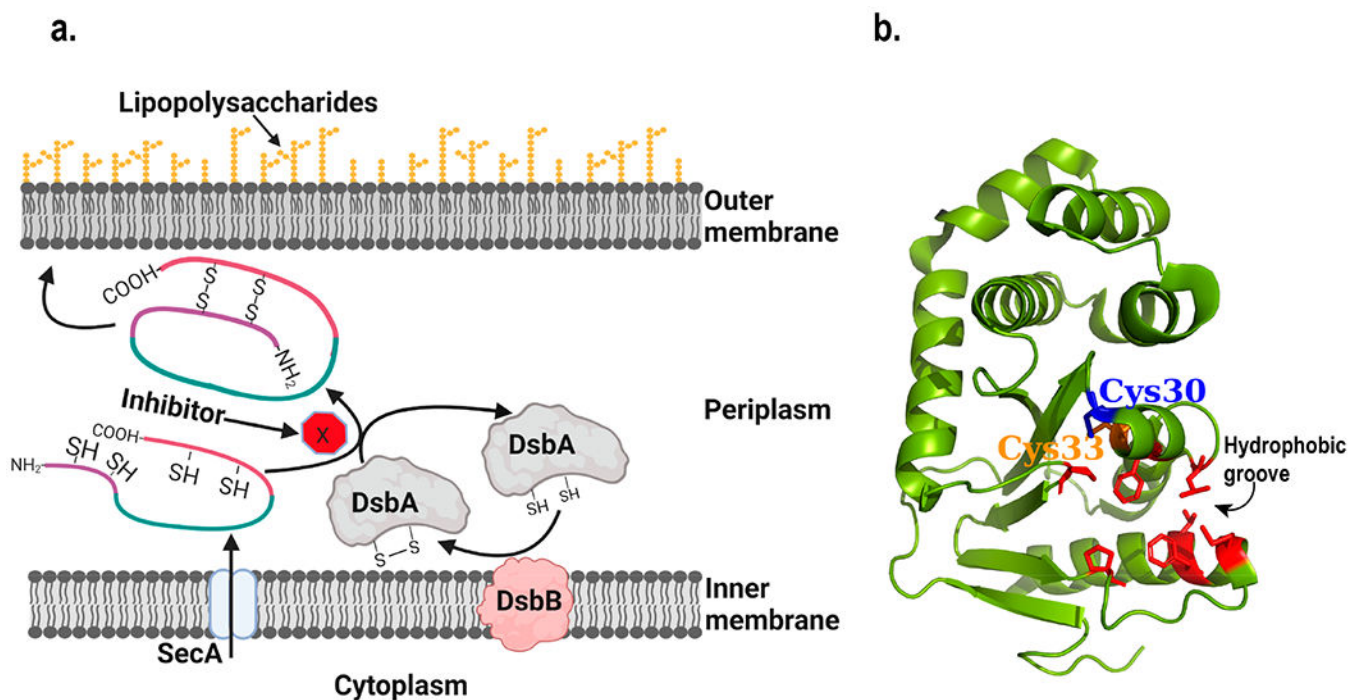 a.
Lipopolysaccharides
Outer
membrane
COOH
S
S
S
S
NH2
Inhibitor
X
Periplasm
COOH
SH
SH
SH
SH
NH2
DsbA
SH
SH
DsbA
S
S
DsbB
Inner
membrane
SecA
Cytoplasm
b.
Cys30
Cys33
Hydrophobic
groove